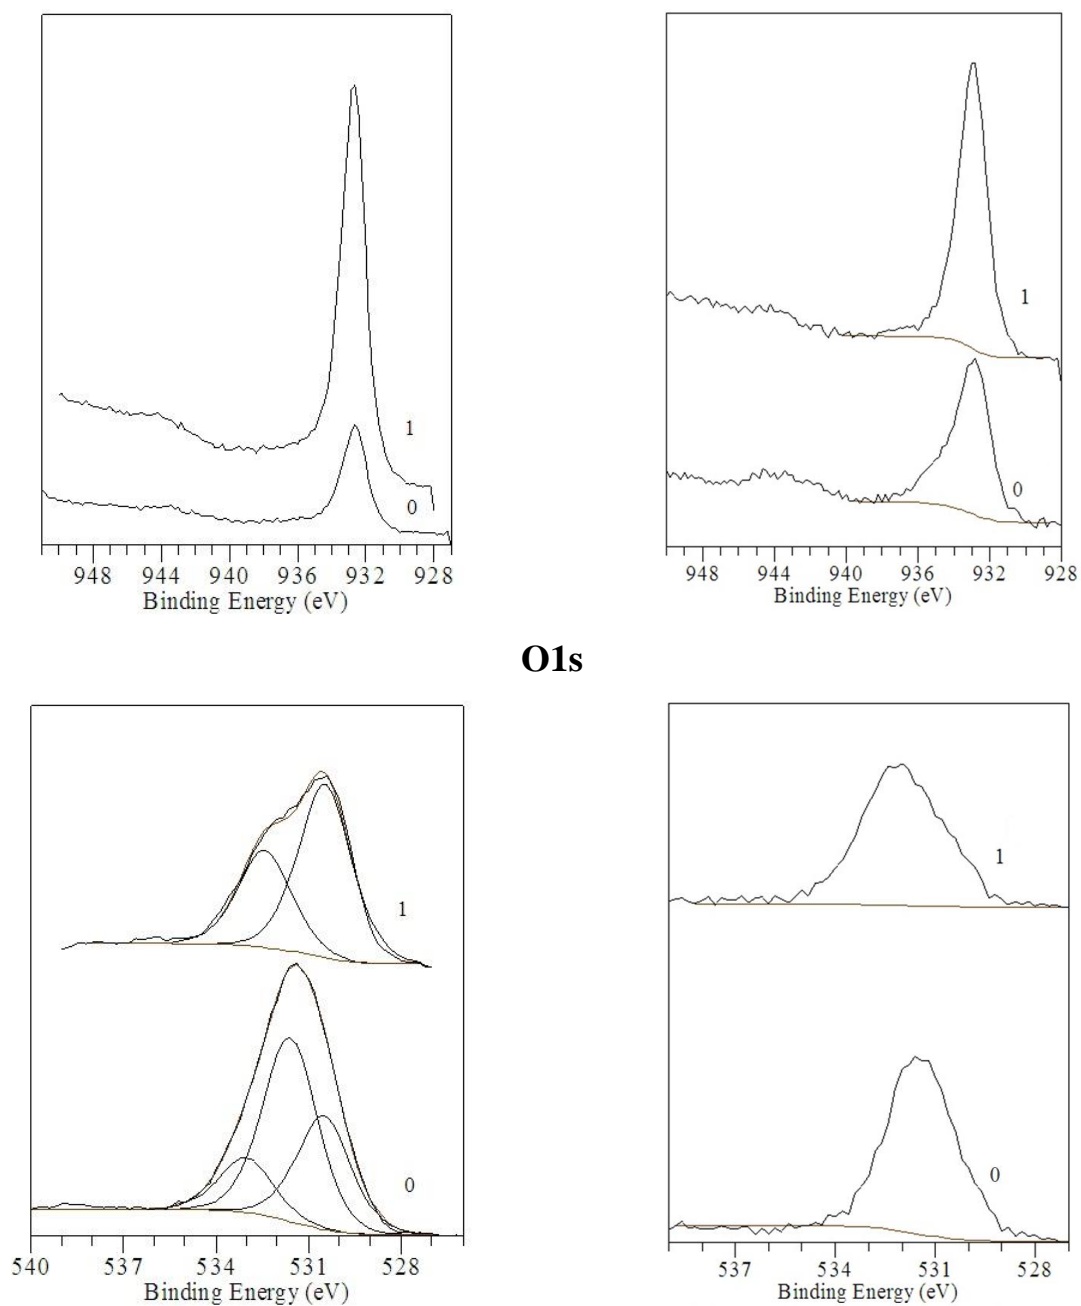 1
0
948 944 940 936 932 928
Binding Energy (eV)
1
0
948 944 940 936 932 928
Binding Energy (eV)
O1s
1
0
540 537 534 531 528
Binding Energy (eV)
1
0
537 534 531 528
Binding Energy (eV)